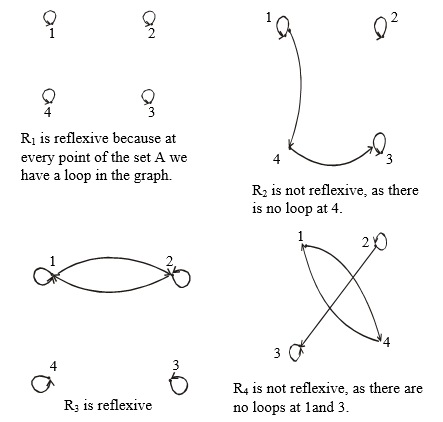 1
2
4
3
R₁ is reflexive because at
every point of the set A we
have a loop in the graph.
1
2
4
3
R₂ is not reflexive, as there
is no loop at 4.
1
2
4
3
R₃ is reflexive
1
2
3
4
R₄ is not reflexive, as there are
no loops at 1and 3.